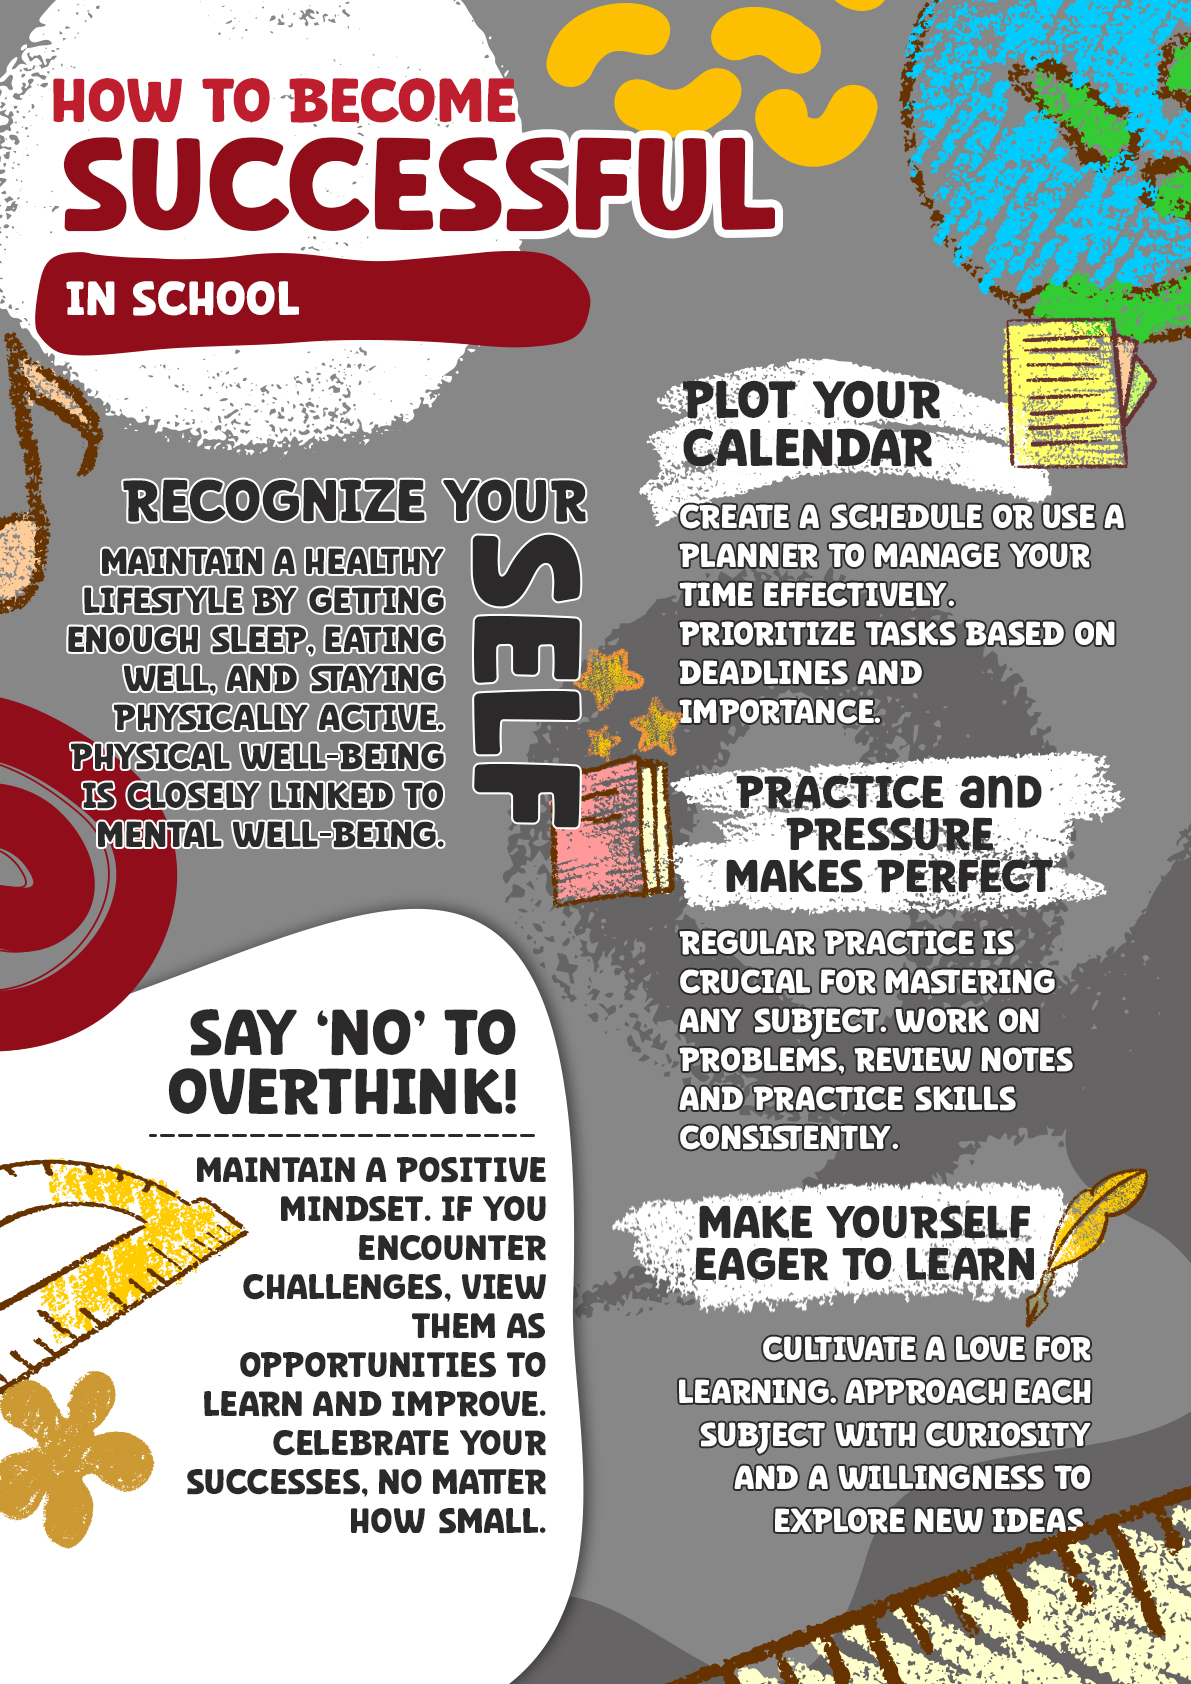 HOW TO BECOME
SUCCESSFUL
IN SCHOOL
RECOGNIZE YOUR
SELF
MAINTAIN A HEALTHY
LIFESTYLE BY GETTING
ENOUGH SLEEP, EATING
WELL, AND STAYING
PHYSICALLY ACTIVE.
PHYSICAL WELL-BEING
IS CLOSELY LINKED TO
MENTAL WELL-BEING.
SAY ‘NO’ TO
OVERTHINK!
MAINTAIN A POSITIVE
MINDSET. IF YOU
ENCOUNTER
CHALLENGES, VIEW
THEM AS
OPPORTUNITIES TO
LEARN AND IMPROVE.
CELEBRATE YOUR
SUCCESSES, NO MATTER
HOW SMALL.
PLOT YOUR
CALENDAR
CREATE A SCHEDULE OR USE A
PLANNER TO MANAGE YOUR
TIME EFFECTIVELY.
PRIORITIZE TASKS BASED ON
DEADLINES AND
IMPORTANCE.
PRACTICE and
PRESSURE
MAKES PERFECT
REGULAR PRACTICE IS
CRUCIAL FOR MASTERING
ANY SUBJECT. WORK ON
PROBLEMS, REVIEW NOTES
AND PRACTICE SKILLS
CONSISTENTLY.
MAKE YOURSELF
EAGER TO LEARN
CULTIVATE A LOVE FOR
LEARNING. APPROACH EACH
SUBJECT WITH CURIOSITY
AND A WILLINGNESS TO
EXPLORE NEW IDEAS